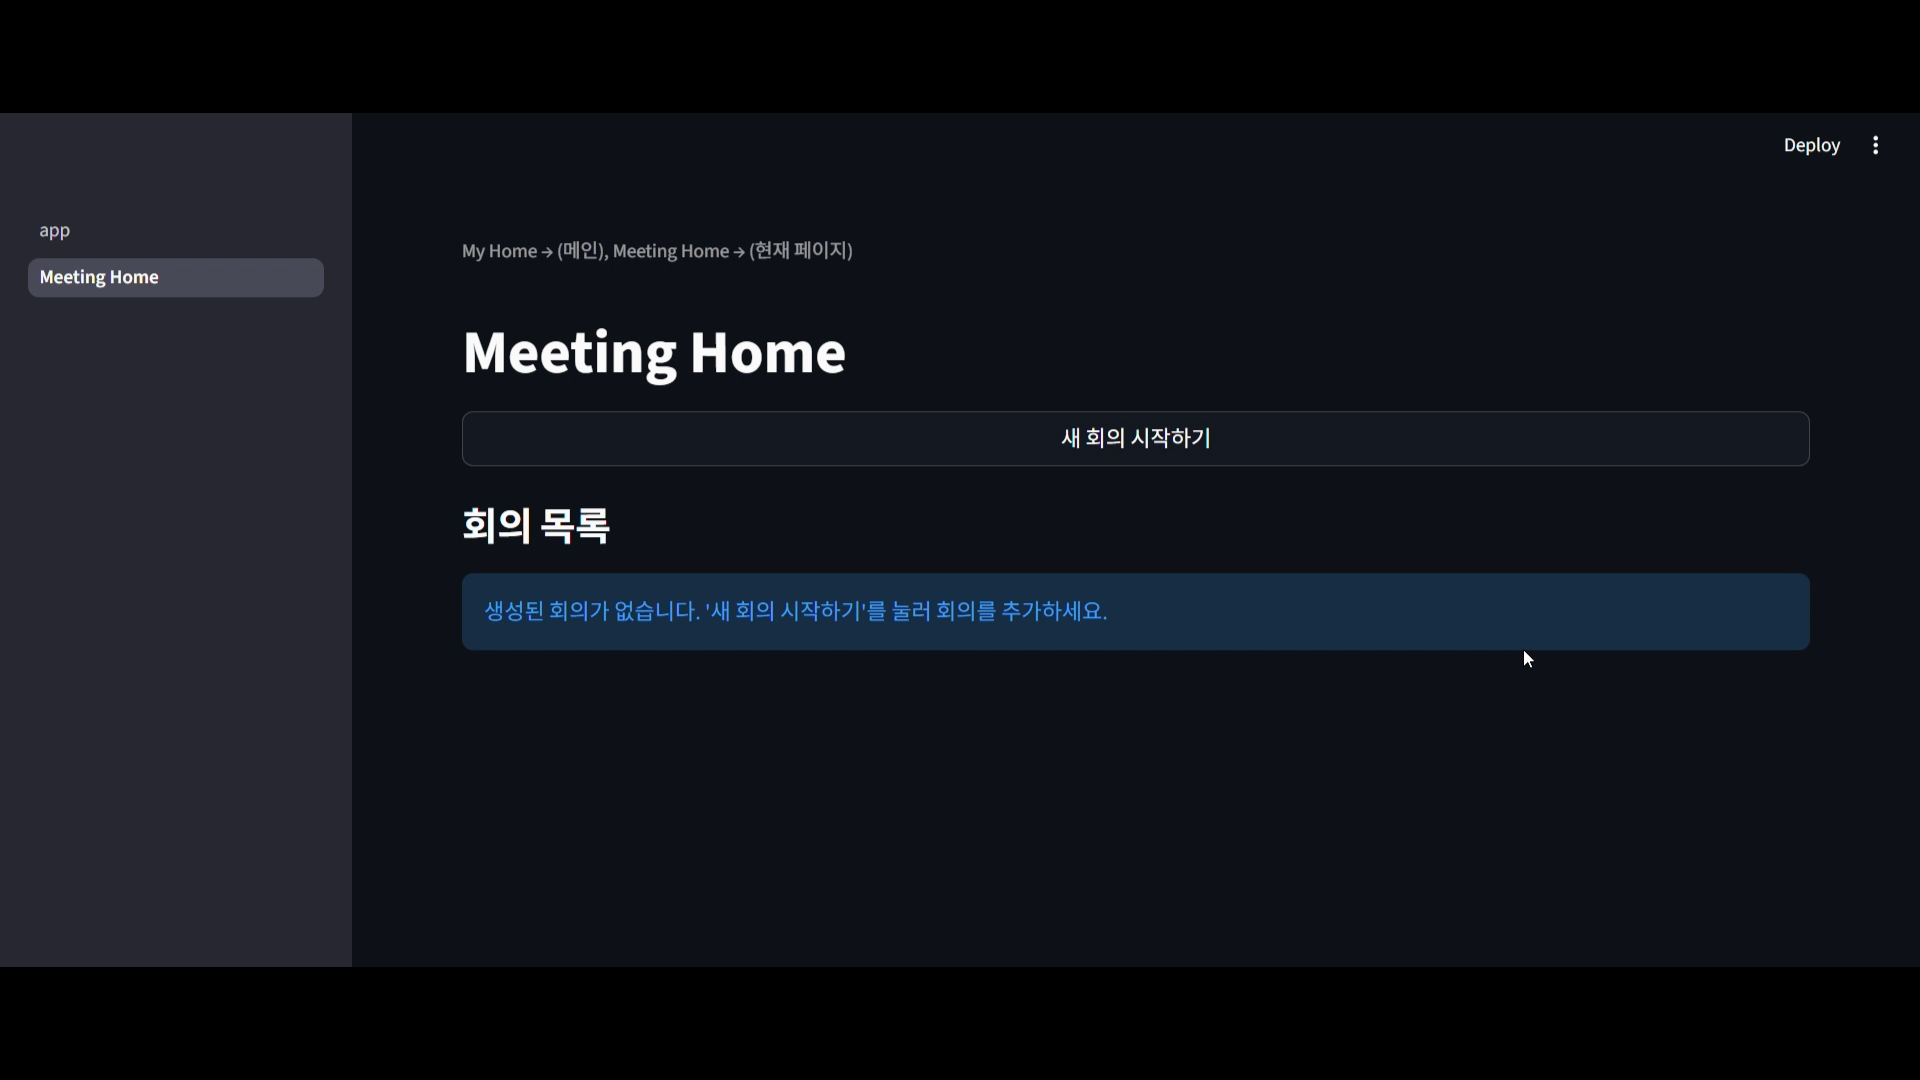 Deploy
app
Meeting Home
My Home → (메인), Meeting Home → (현재 페이지)
Meeting Home
새 회의 시작하기
회의 목록
생성된 회의가 없습니다. '새 회의 시작하기'를 눌러 회의를 추가하세요.